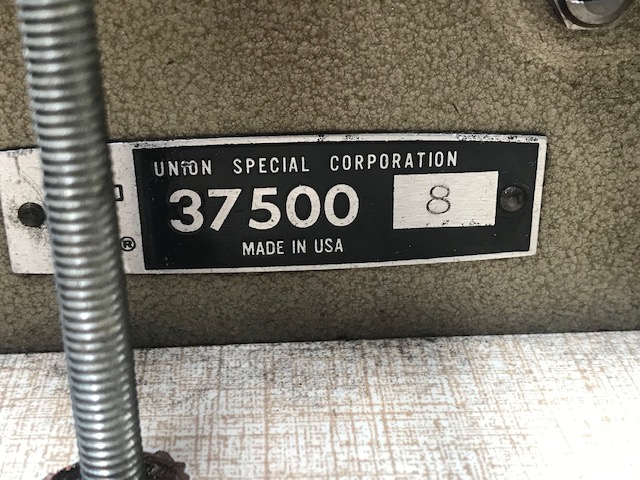 UNION SPECIAL CORPORATION
37500 8
®
MADE IN USA